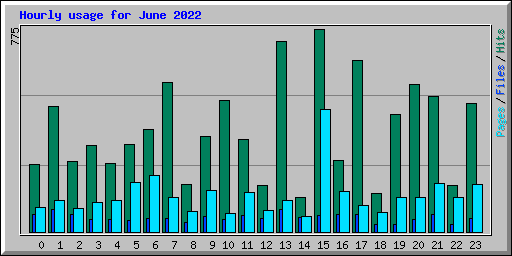 Hourly usage for June 2022
775
Pages / Files / Hits
0 1 2 3 4 5 6 7 8 9 10 11 12 13 14 15 16 17 18 19 20 21 22 23